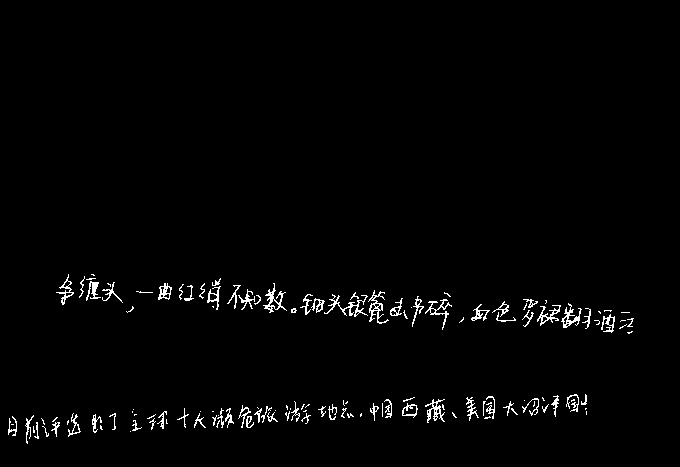 争缠头,一曲红绡不知数。钿头银篦击节碎,血色罗裙翻酒污
日前评选出了全球十大濒危旅游地点,中国西藏、美国大沼泽国